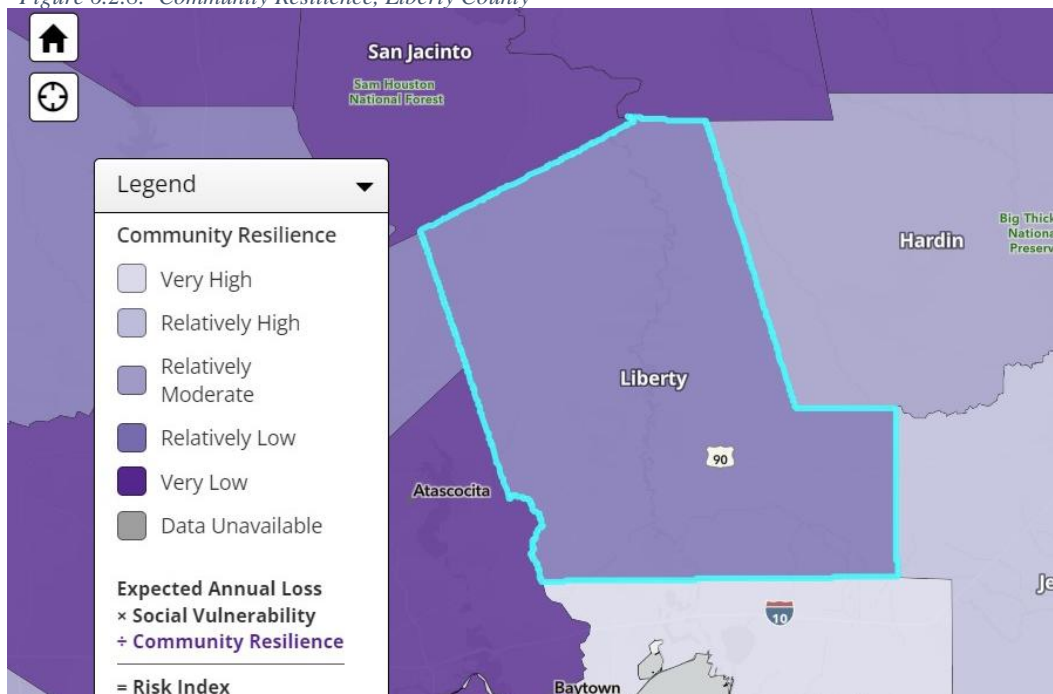 Figure 6.2.8. Community Resilience, Liberty County
San Jacinto
Sam Houston
National Forest
Legend
Community Resilience
Very High
Relatively High
Relatively
Moderate
Relatively Low
Very Low
Data Unavailable
Expected Annual Loss
× Social Vulnerability
÷ Community Resilience
= Risk Index
Big Thick
Nationa
Preserv
Hardin
Liberty
90
Atascocita
Je
10
Baytown